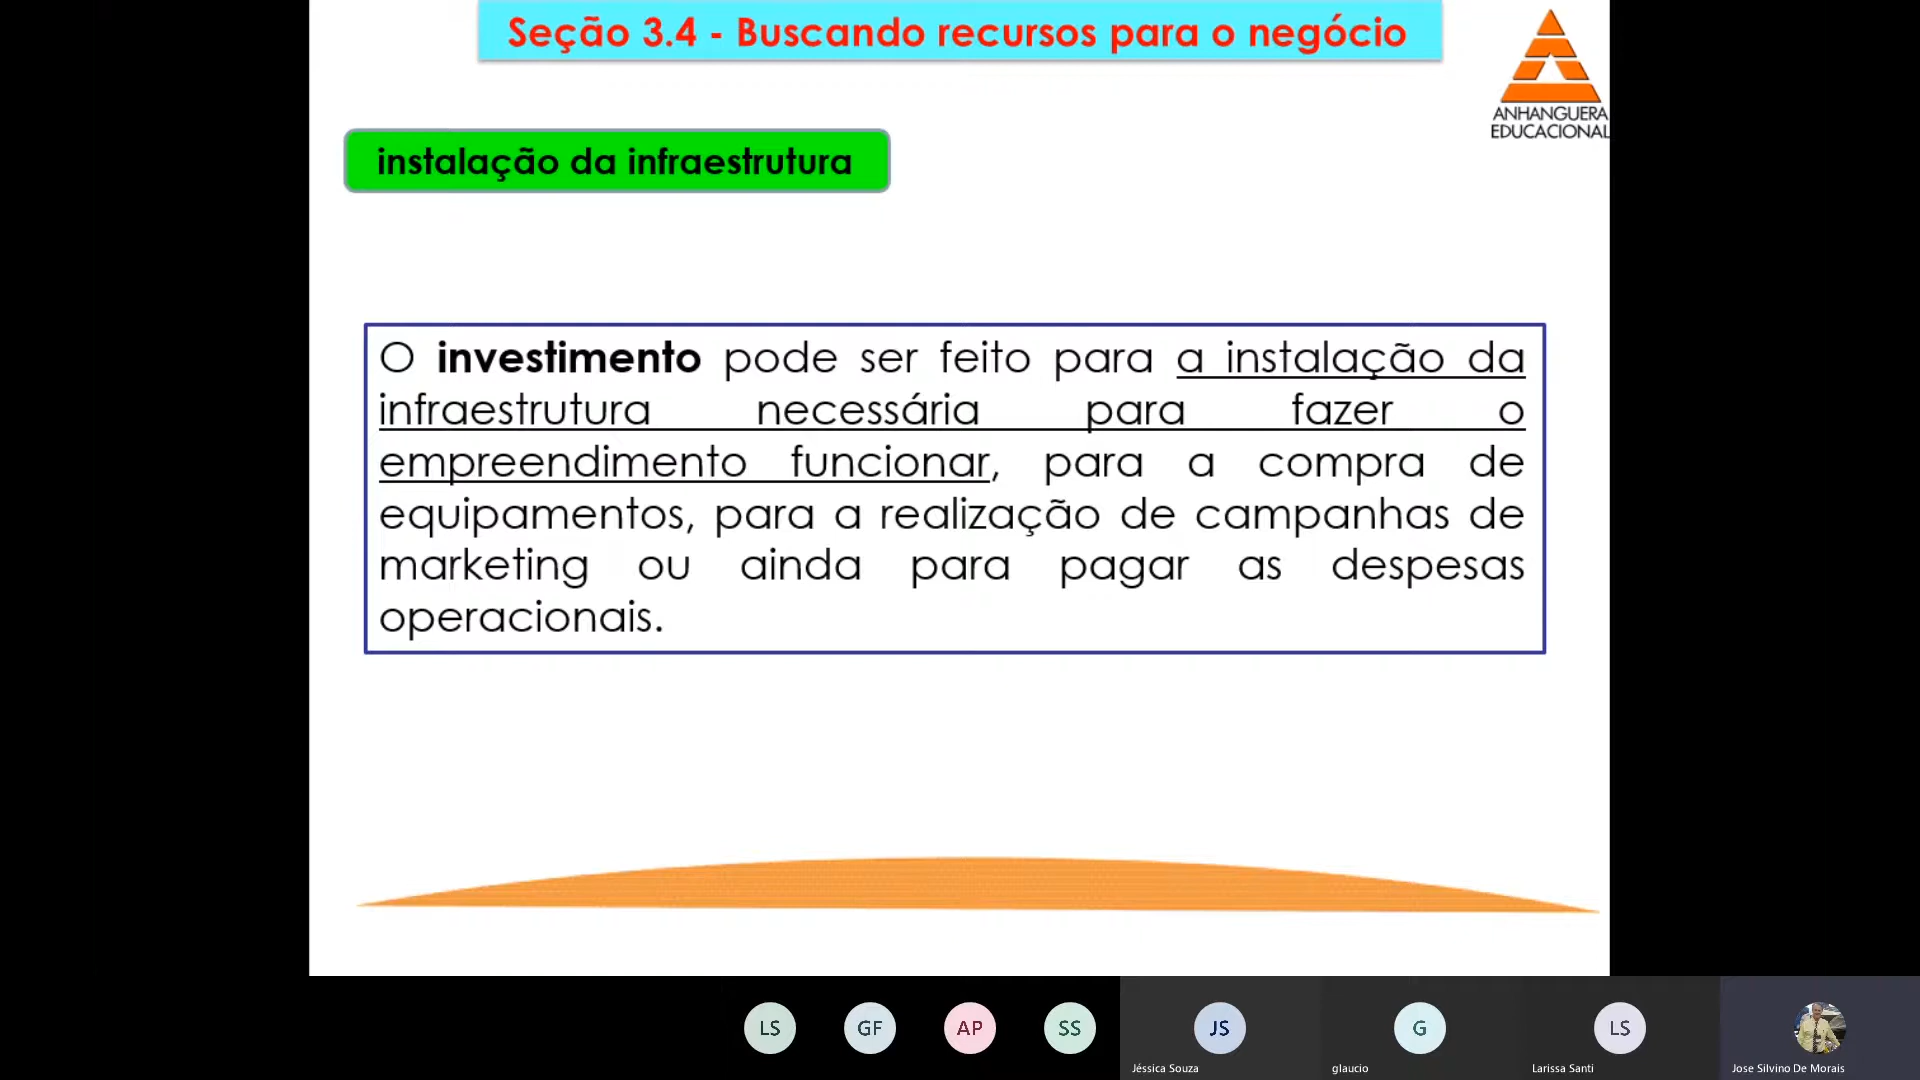 Seção 3.4 - Buscando recursos para o negócio
ANHANGUERA
EDUCACIONAL
instalação da infraestrutura
O investimento pode ser feito para a instalação da
infraestrutura necessária para fazer o
empreendimento funcionar, para a compra de
equipamentos, para a realização de campanhas de
marketing ou ainda para pagar as despesas
operacionais.
LS GF AP SS JS G LS
Jéssica Souza glaucio Larissa Santi Jose Silvino De Morais